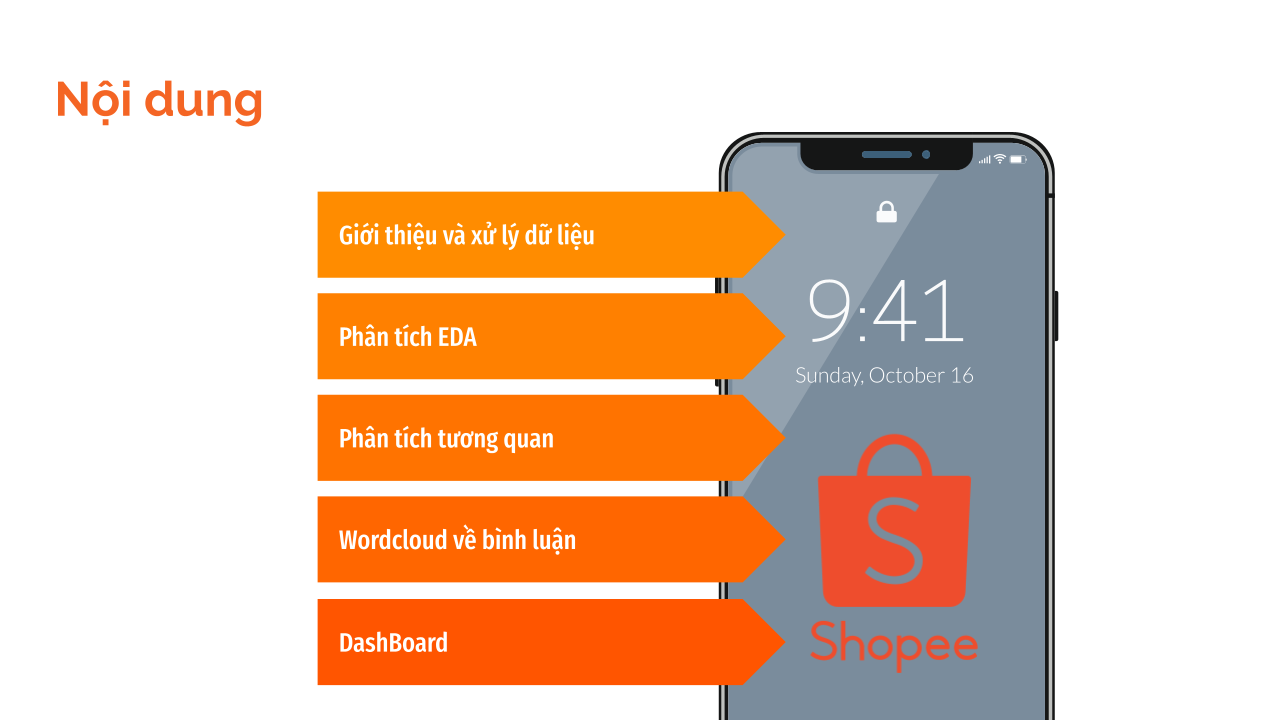 Nội dung
Giới thiệu và xử lý dữ liệu
Phân tích EDA
Phân tích tương quan
Wordcloud về bình luận
DashBoard
9:41
Sunday, October 16
S
Shopee